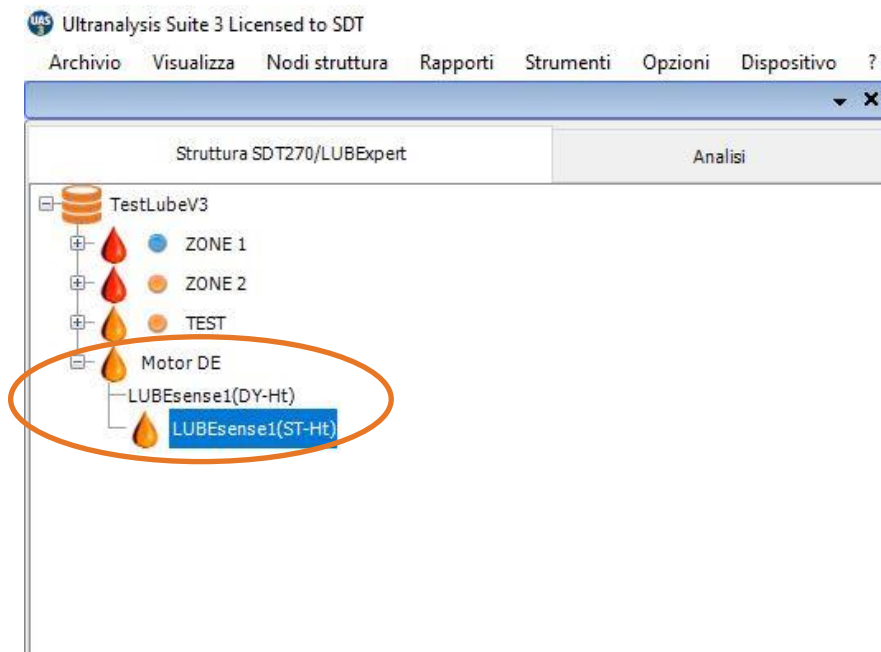 UAS
Ultranalysis Suite 3 Licensed to SDT
Archivio Visualizza Nodi struttura Rapporti Strumenti Opzioni Dispositivo ?
Struttura SDT270/LUBExpert Analisi
TestLubeV3
ZONE 1
ZONE 2
TEST
Motor DE
LUBEsense1(DY-Ht)
LUBEsense1(ST-Ht)